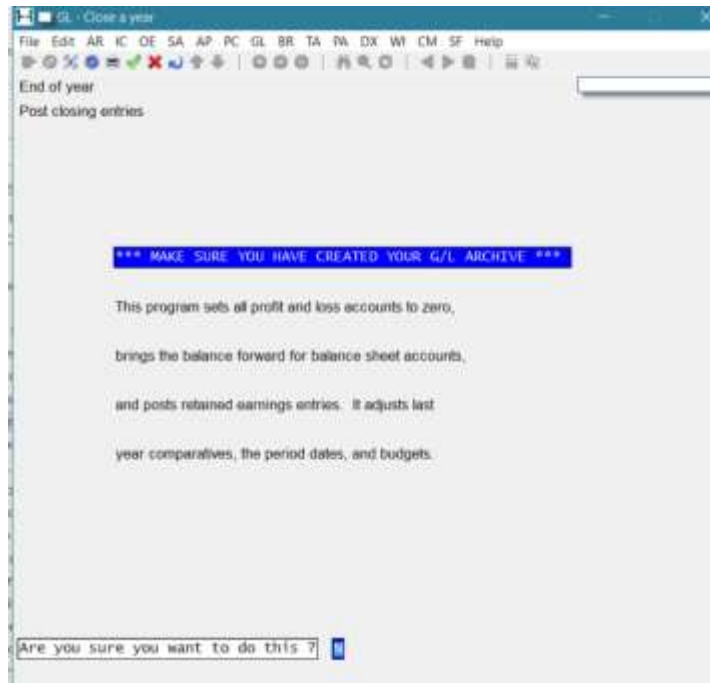 GL - Close a year
File Edit AR IC OE SA AP PC GL BR TA PA DX WI CM SF Help
End of year
Post closing entries
*** MAKE SURE YOU HAVE CREATED YOUR G/L ARCHIVE ***
This program sets all profit and loss accounts to zero,
brings the balance forward for balance sheet accounts,
and posts retained earnings entries. It adjusts last
year comparatives, the period dates, and budgets.
Are you sure you want to do this ? N